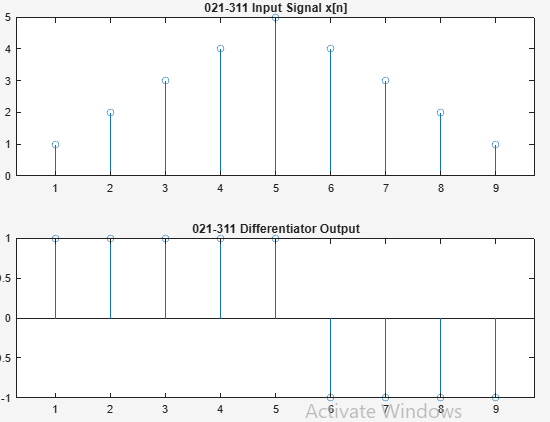 021-311 Input Signal x[n]
5
4
3
2
1
0
1 2 3 4 5 6 7 8 9
021-311 Differentiator Output
1
0.5
0
0.5
-1
1 2 3 4 5 6 7 8 9
Activate Windows